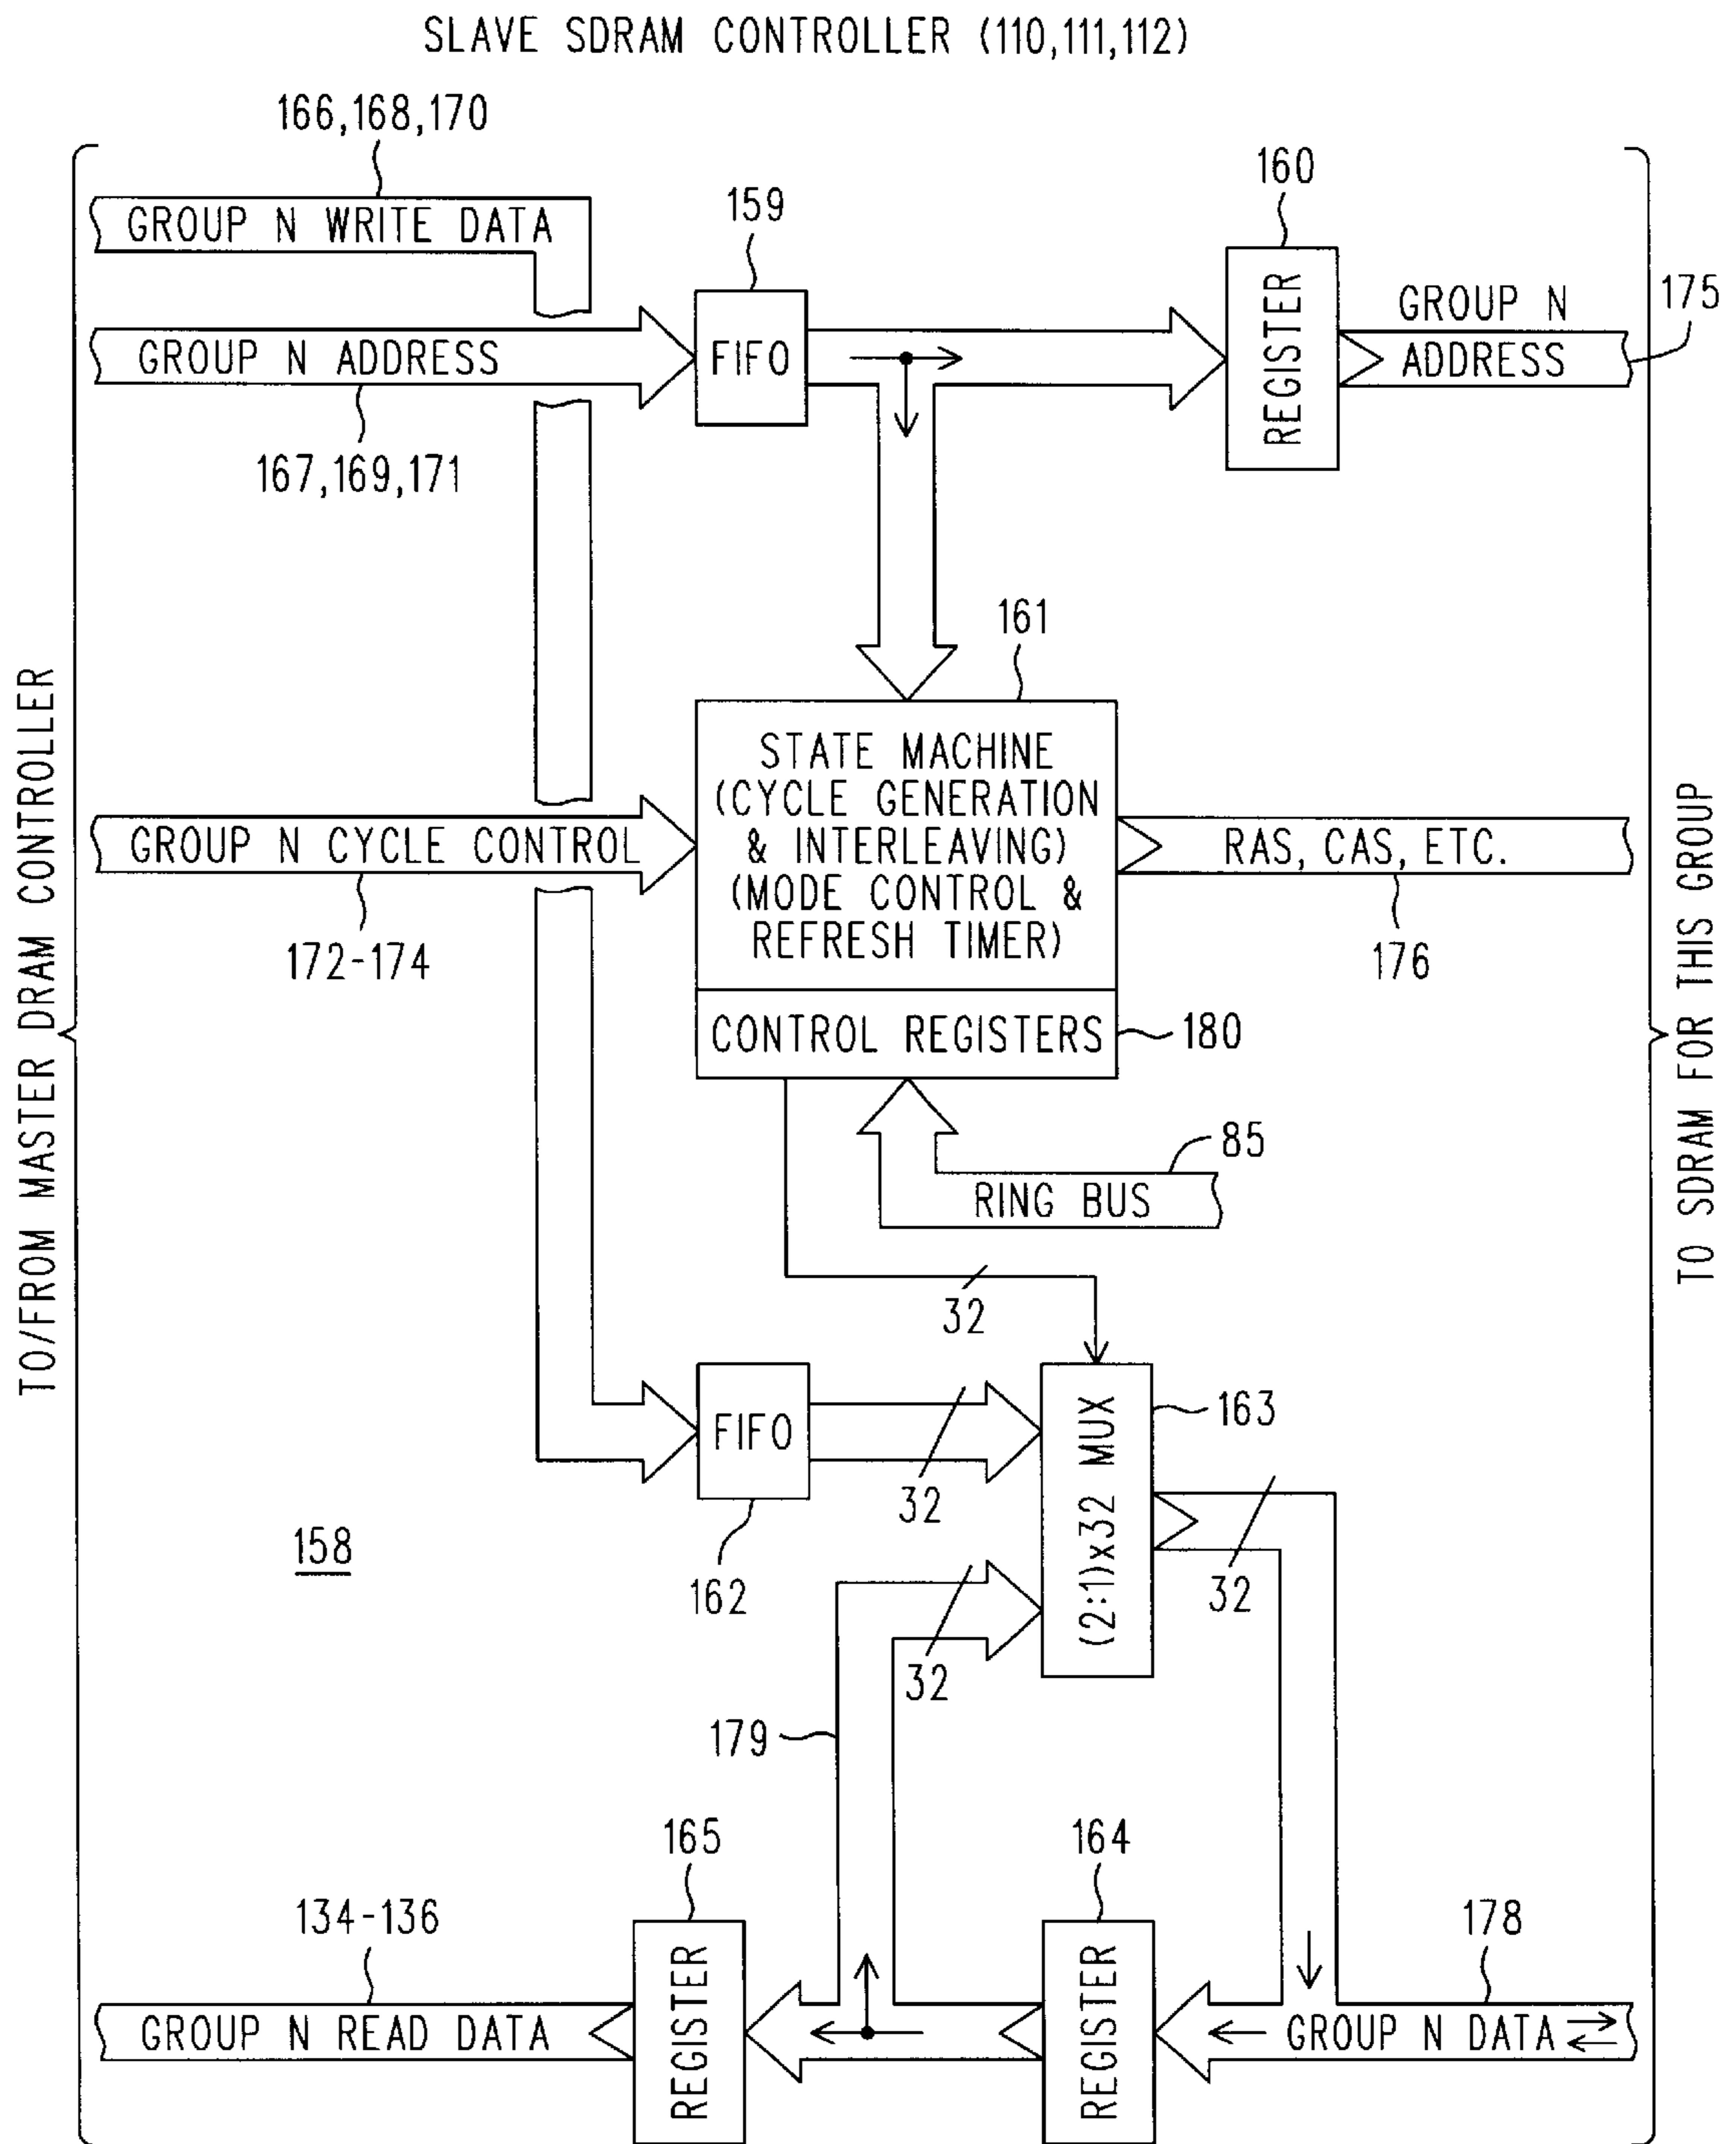 SLAVE SDRAM CONTROLLER (110,111,112)
166,168,170
GROUP N WRITE DATA
159
160
FIFO
REGISTER
GROUP N
ADDRESS
175
GROUP N ADDRESS
167,169,171
161
STATE MACHINE
(CYCLE GENERATION
& INTERLEAVING)
(MODE CONTROL &
REFRESH TIMER)
GROUP N CYCLE CONTROL
172-174
RAS, CAS, ETC.
176
CONTROL REGISTERS
180
TO/FROM MASTER DRAM CONTROLLER
TO SDRAM FOR THIS GROUP
85
RING BUS
32
FIFO
162
32
(2:1)x32 MUX
163
32
32
158
179
165
164
134-136
178
GROUP N READ DATA
REGISTER
REGISTER
GROUP N DATA